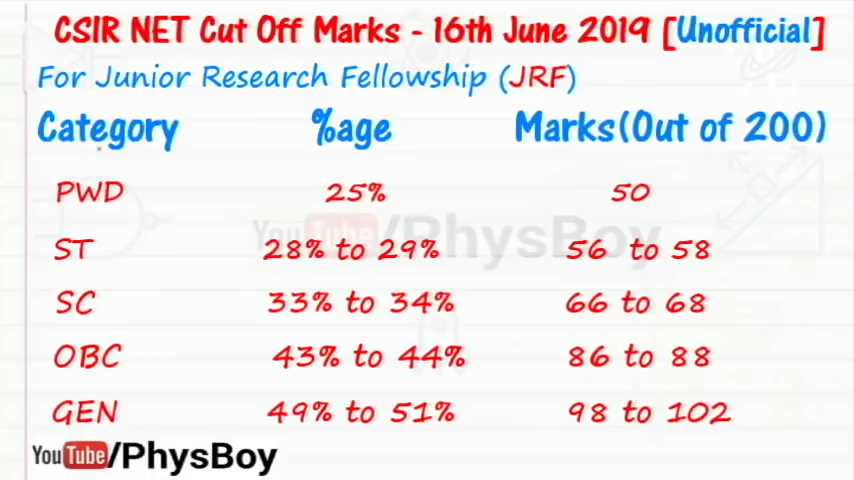 CSIR NET Cut Off Marks - 16th June 2019 [Unofficial]
For Junior Research Fellowship (JRF)
Category %age Marks(Out of 200)
PWD 25% 50
YouTube/PhysBoy
ST 28% to 29% 56 to 58
SC 33% to 34% 66 to 68
OBC 43% to 44% 86 to 88
GEN 49% to 51% 98 to 102
YouTube/PhysBoy